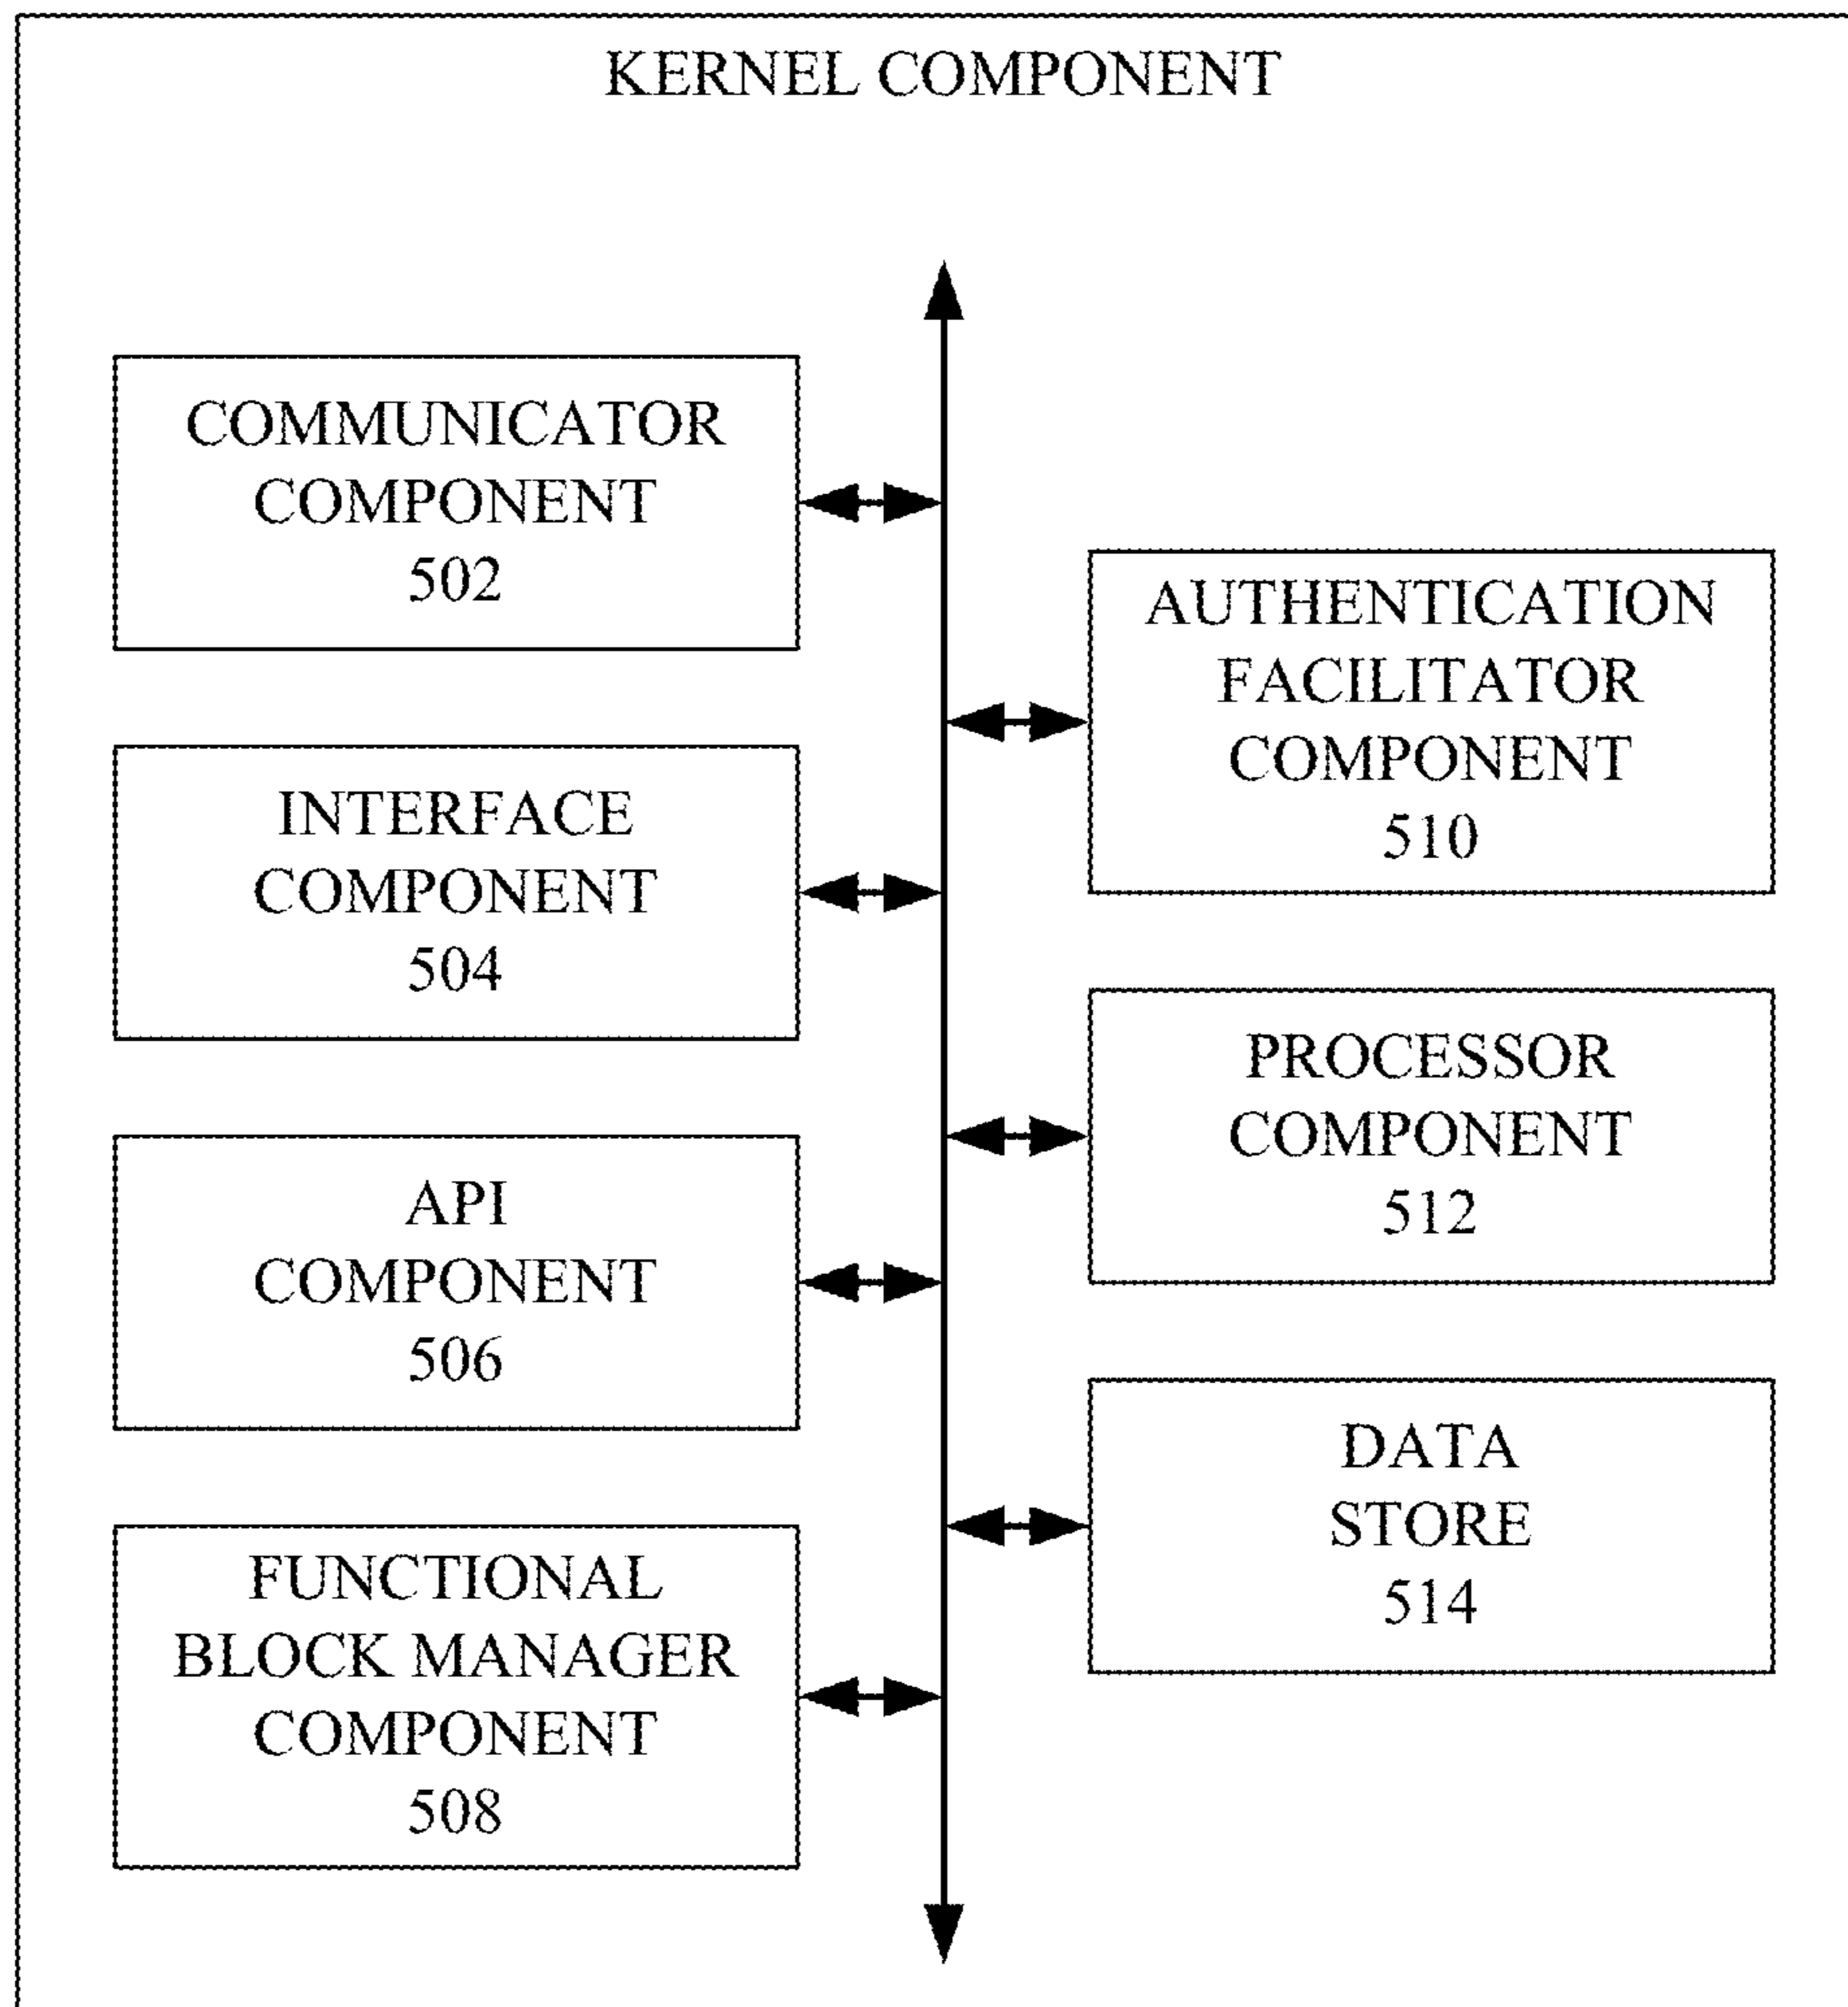 KERNEL COMPONENT
COMMUNICATOR
COMPONENT
502
INTERFACE
COMPONENT
504
API
COMPONENT
506
FUNCTIONAL
BLOCK MANAGER
COMPONENT
508
AUTHENTICATION
FACILITATOR
COMPONENT
510
PROCESSOR
COMPONENT
512
DATA
STORE
514